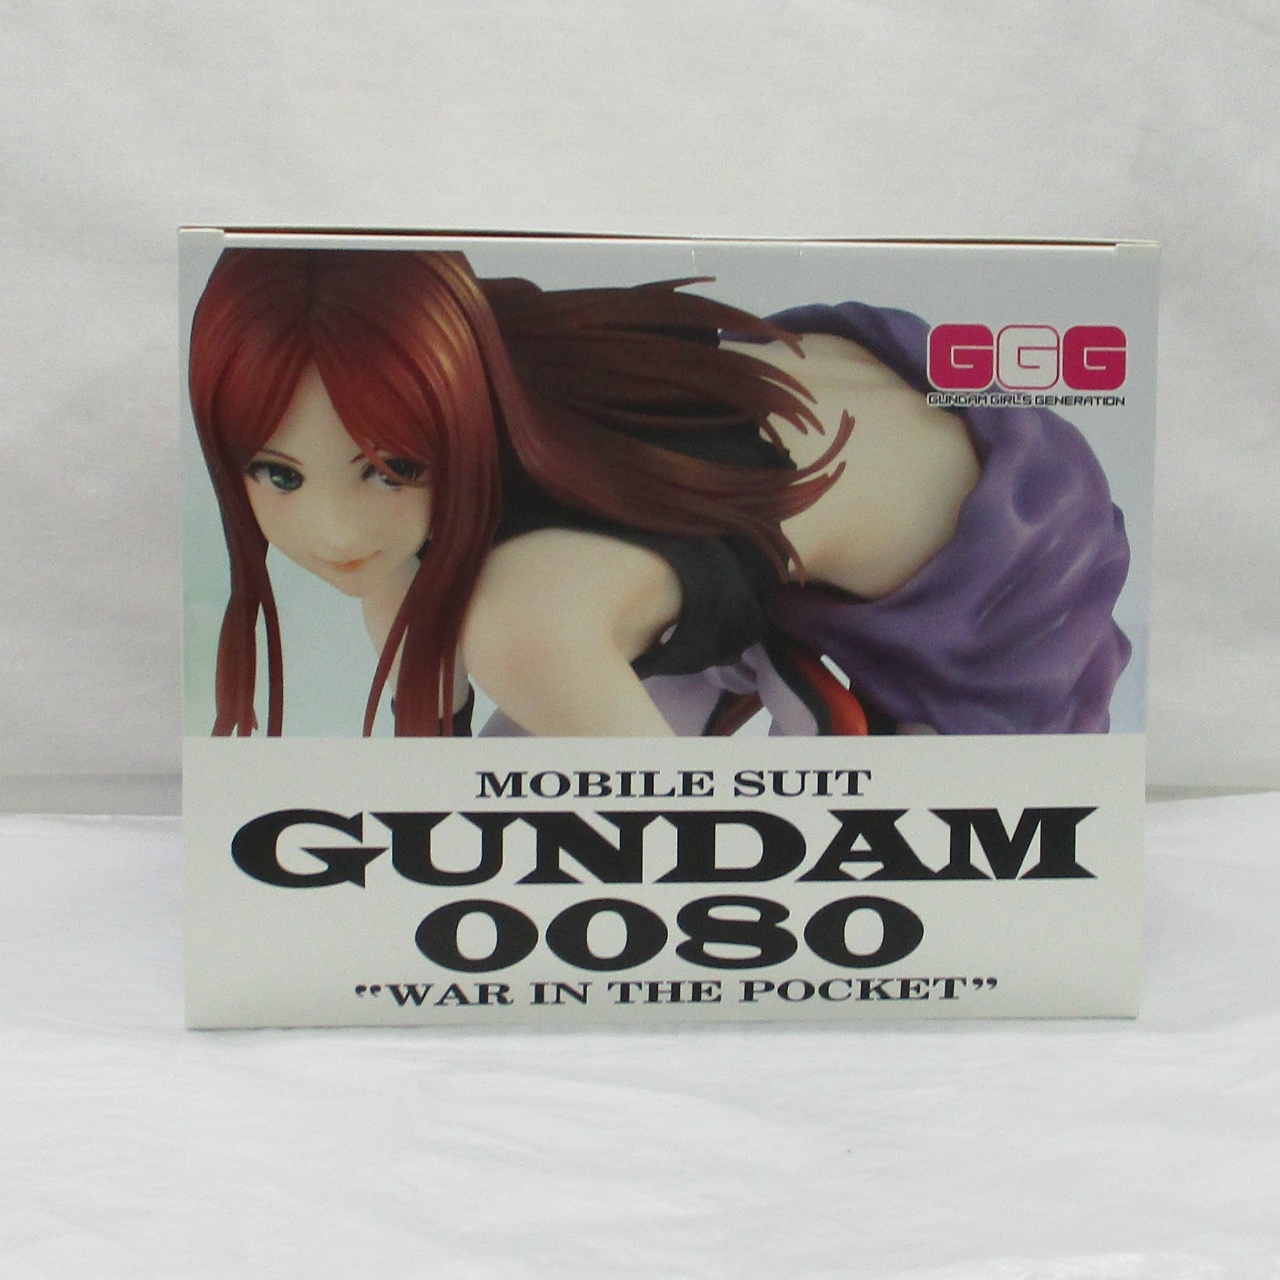 GGG
GUNDAM GIRLS GENERATION
MOBILE SUIT
GUNDAM
0080
“WAR IN THE POCKET”